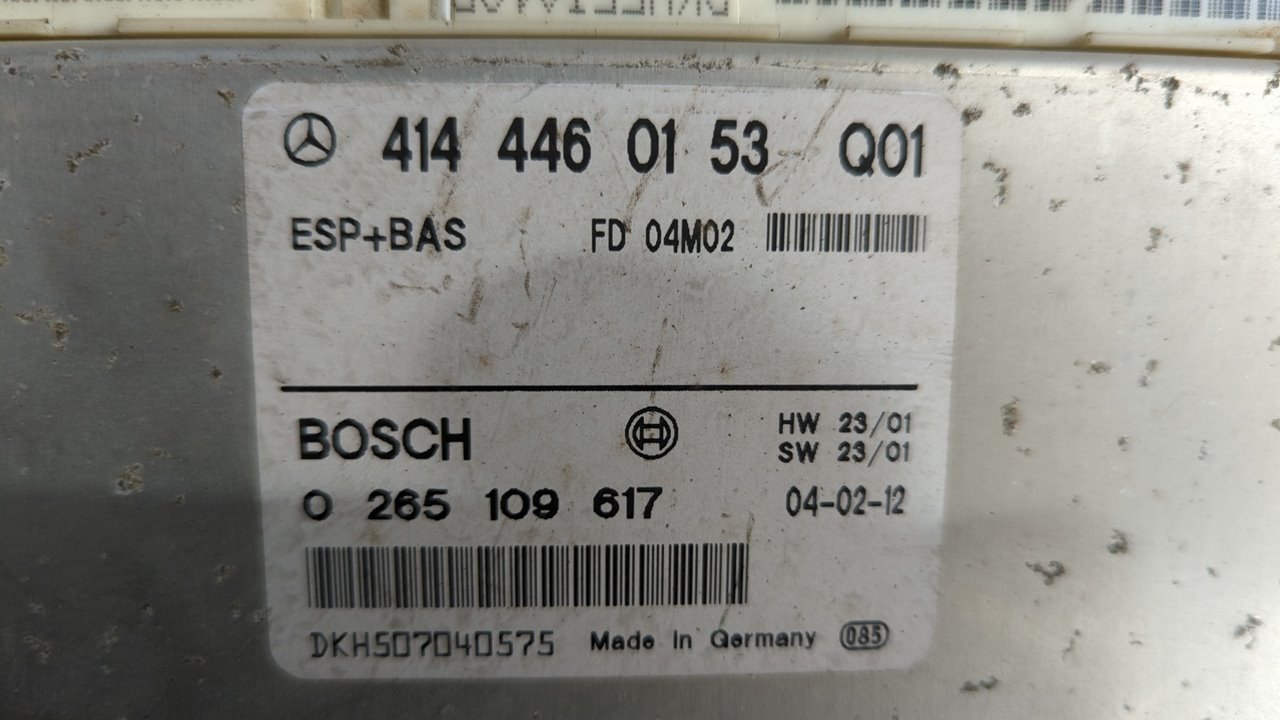 414 446 01 53 Q01
ESP+BAS FD 04M02
BOSCH HW 23/01
SW 23/01
0 265 109 617 04-02-12
DKHS07040575 Made In Germany 085